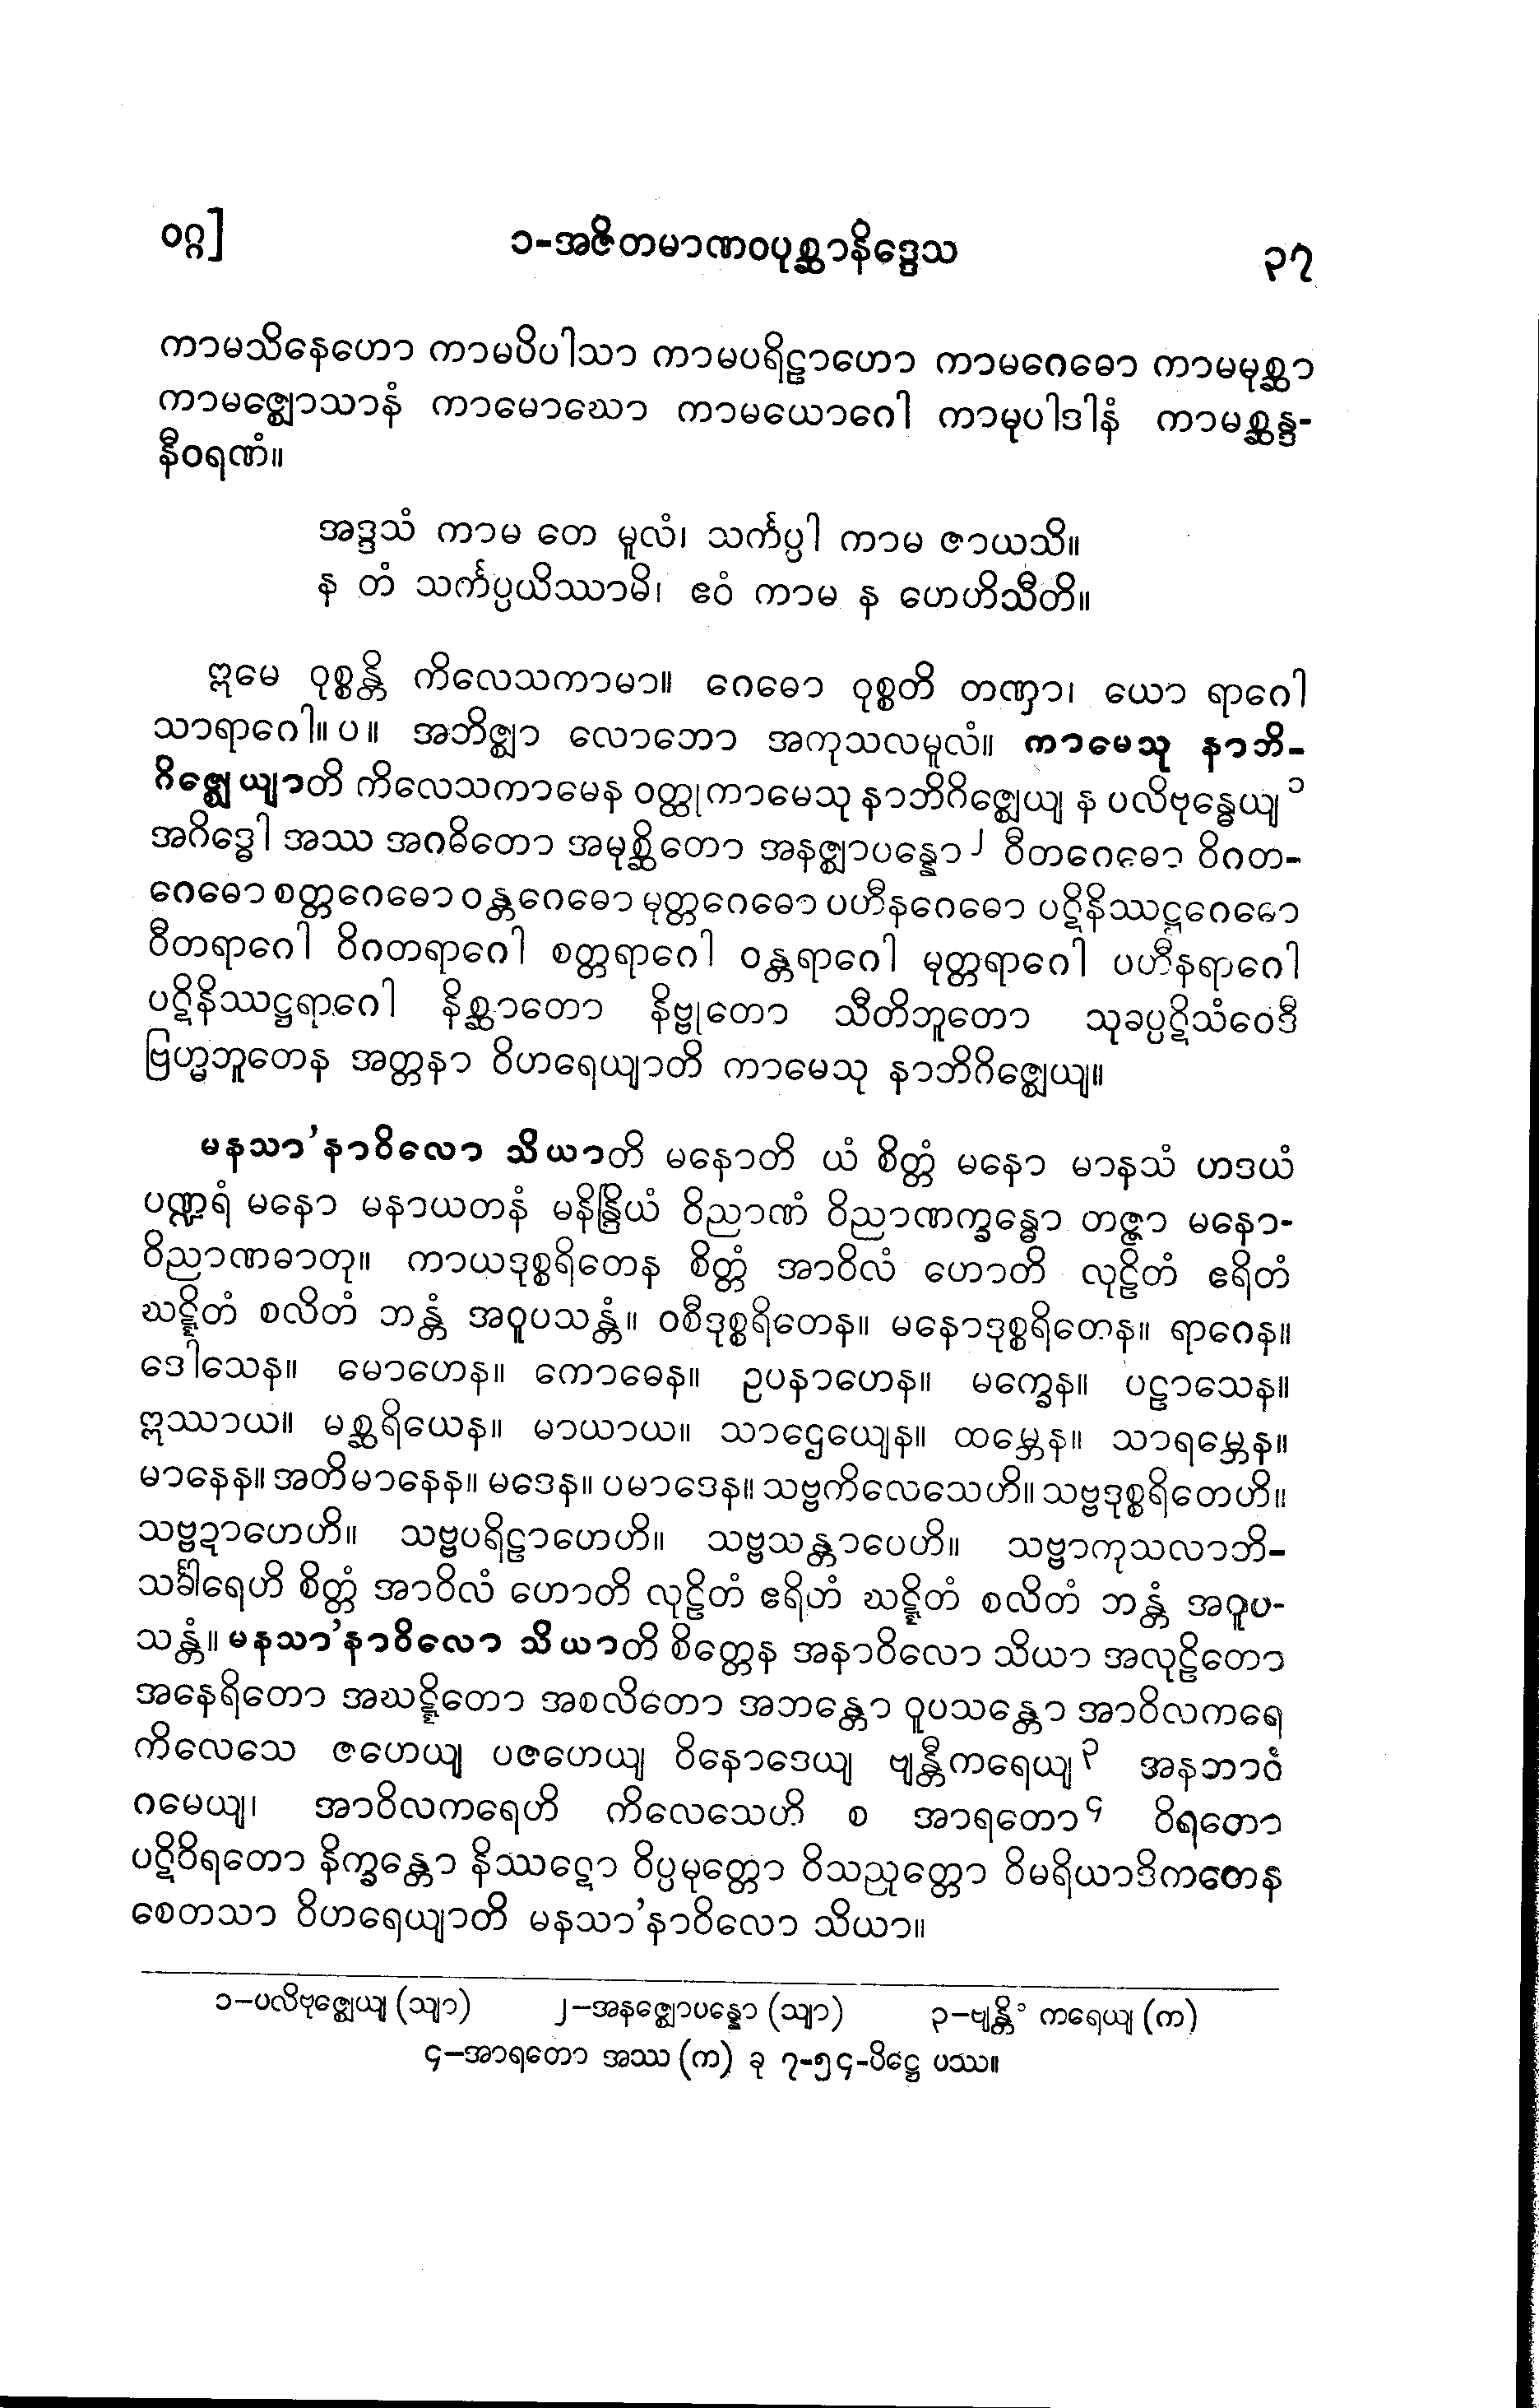 ဝဂ္ဂ]
၁-အဇိတမာဏဝပုစ္ဆာနိဒ္ဒေသ
၃၇
ကာမသိနေဟော ကာမပိပါသာ ကာမပရိဠာဟော ကာမဂေဓော ကာမမုစ္ဆာ
ကာမဇ္ဈောသာနံ ကာမောဃော ကာမယောဂေါ ကာမုပါဒါနံ ကာမစ္ဆန္ဒ-
နီဝရဏံ။
အဒ္ဒသံ ကာမ တေ မူလံ၊ သင်္ကပ္ပါ ကာမ ဇာယသိ။
န တံ သင်္ကပ္ပယိဿာမိ၊ ဧဝံ ကာမ န ဟေဟိသီတိ။
ဣမေ ဝုစ္စန္တိ ကိလေသကာမာ။ ဂေဓော ဝုစ္စတိ တဏှာ၊ ယော ရာဂေါ
သာရာဂေါ။ပ။ အဘိဇ္ဈာ လောဘော အကုသလမူလံ။ ကာမေသု နာဘိ-
ဂိဇ္ဈေယျာတိ ကိလေသကာမေန ဝတ္ထုကာမေသု နာဘိဂိဇ္ဈေယျ န ပလိဗုန္ဓေယျ ၁
အဂိဒ္ဓေါ အဿ အဂဓိတော အမုစ္ဆိတော အနဇ္ဈာပန္နော ၂ ဝီတဂေဓော ဝိဂတ-
ဂေဓော စတ္တဂေဓော ဝန္တဂေဓော မုတ္တဂေဓော ပဟီနဂေဓော ပဋိနိဿဋ္ဌဂေဓော
ဝီတရာဂေါ ဝိဂတရာဂေါ စတ္တရာဂေါ ဝန္တရာဂေါ မုတ္တရာဂေါ ပဟီနရာဂေါ
ပဋိနိဿဋ္ဌရာဂေါ နိစ္ဆာတော နိဗ္ဗုတော သီတိဘူတော သုခပ္ပဋိသံဝေဒီ
ဗြဟ္မဘူတေန အတ္တနာ ဝိဟရေယျာတိ ကာမေသု နာဘိဂိဇ္ဈေယျ။
မနသာ’နာဝိလော သိယာတိ မနောတိ ယံ စိတ္တံ မနော မာနသံ ဟဒယံ
ပဏ္ဍရံ မနော မနာယတနံ မနိန္ဒြိယံ ဝိညာဏံ ဝိညာဏက္ခန္ဓော တဇ္ဇာ မနော-
ဝိညာဏဓာတု။ ကာယဒုစ္စရိတေန စိတ္တံ အာဝိလံ ဟောတိ လုဠိတံ ဧရိတံ
ဃဋ္ဋိတံ စလိတံ ဘန္တံ အဝူပသန္တံ။ ဝစီဒုစ္စရိတေန။ မနောဒုစ္စရိတေန။ ရာဂေန။
ဒေါသေန။ မောဟေန။ ကောဓေန။ ဥပနာဟေန။ မက္ခေန။ ပဠာသေန။
ဣဿာယ။ မစ္ဆရိယေန။ မာယာယ။ သာဌေယျေန။ ထမ္ဘေန။ သာရမ္ဘေန။
မာနေန။ အတိမာနေန။ မဒေန။ ပမာဒေန။ သဗ္ဗကိလေသေဟိ။ သဗ္ဗဒုစ္စရိတေဟိ။
သဗ္ဗဍာဟေဟိ။ သဗ္ဗပရိဠာဟေဟိ။ သဗ္ဗသန္တာပေဟိ။ သဗ္ဗာကုသလာဘိ-
သင်္ခါရေဟိ စိတ္တံ အာဝိလံ ဟောတိ လုဠိတံ ဧရိတံ ဃဋ္ဋိတံ စလိတံ ဘန္တံ အဝူပ-
သန္တံ။ မနသာ’နာဝိလော သိယာတိ စိတ္တေန အနာဝိလော သိယာ အလုဠိတော
အနေရိတော အဃဋ္ဋိတော အစလိတော အဘန္တော ဝူပသန္တော အာဝိလကရေ
ကိလေသေ ဇဟေယျ ပဇဟေယျ ဝိနောဒေယျ ဗျန္တီကရေယျ ၃ အနဘာဝံ
ဂမေယျ၊ အာဝိလကရေဟိ ကိလေသေဟိ စ အာရတော ၄ ဝိရတော
ပဋိဝိရတော နိက္ခန္တော နိဿဋော ဝိပ္ပမုတ္တော ဝိသညုတ္တော ဝိမရိယာဒိကတေန
စေတသာ ဝိဟရေယျာတိ မနသာ’နာဝိလော သိယာ။
၁-ပလိဗုဇ္ဈေယျ (သျာ) ၂-အနဇ္ဈောပန္နော (သျာ) ၃-ဗျန္တိံ ကရေယျ (က)
၄-အာရတော အဿ (က) ခု ၇-၅၄-ပိဋ္ဌေ ပဿ။